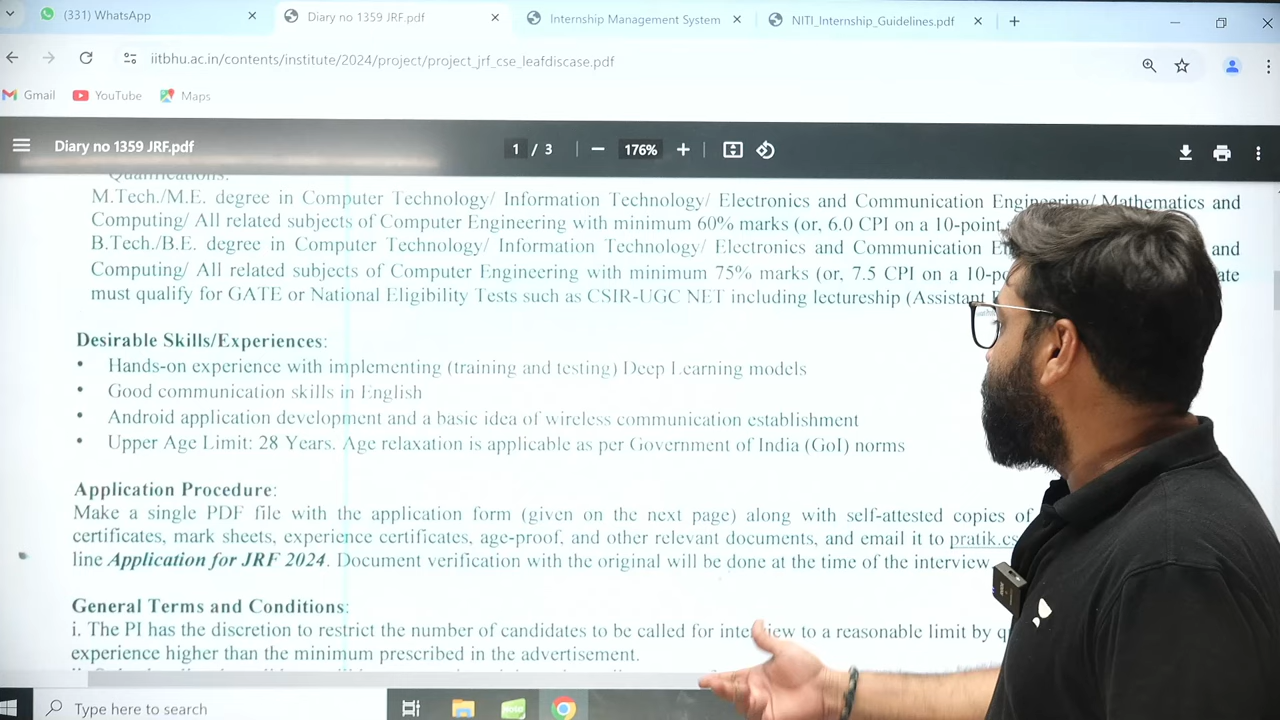 (331) WhatsApp
Diary no 1359 JRF.pdf
Internship Management System
NITI_Internship_Guidelines.pdf
iitbhu.ac.in/contents/institute/2024/project/project_jrf_cse_leafdiscase.pdf
Gmail
YouTube
Maps
Diary no 1359 JRF.pdf
1 / 3
176%
Qualifications:
M.Tech./M.E. degree in Computer Technology/ Information Technology/ Electronics and Communication Engineering/ Mathematics and
Computing/ All related subjects of Computer Engineering with minimum 60% marks (or, 6.0 CPI on a 10-point
B.Tech./B.E. degree in Computer Technology/ Information Technology/ Electronics and Communication and
Computing/ All related subjects of Computer Engineering with minimum 75% marks (or, 7.5 CPI on a
must qualify for GATE or National Eligibility Tests such as CSIR-UGC NET including lectureship (Assistant
Desirable Skills/Experiences:
• Hands-on experience with implementing (training and testing) Deep Learning models
• Good communication skills in English
• Android application development and a basic idea of wireless communication establishment
• Upper Age Limit: 28 Years. Age relaxation is applicable as per Government of India (GoI) norms
Application Procedure:
Make a single PDF file with the application form (given on the next page) along with self-attested copies of
certificates, mark sheets, experience certificates, age-proof, and other relevant documents, and email it to pratik.cs
line Application for JRF 2024. Document verification with the original will be done at the time of the interview
General Terms and Conditions:
i. The PI has the discretion to restrict the number of candidates to be called for interview to a reasonable limit by
experience higher than the minimum prescribed in the advertisement.
Type here to search